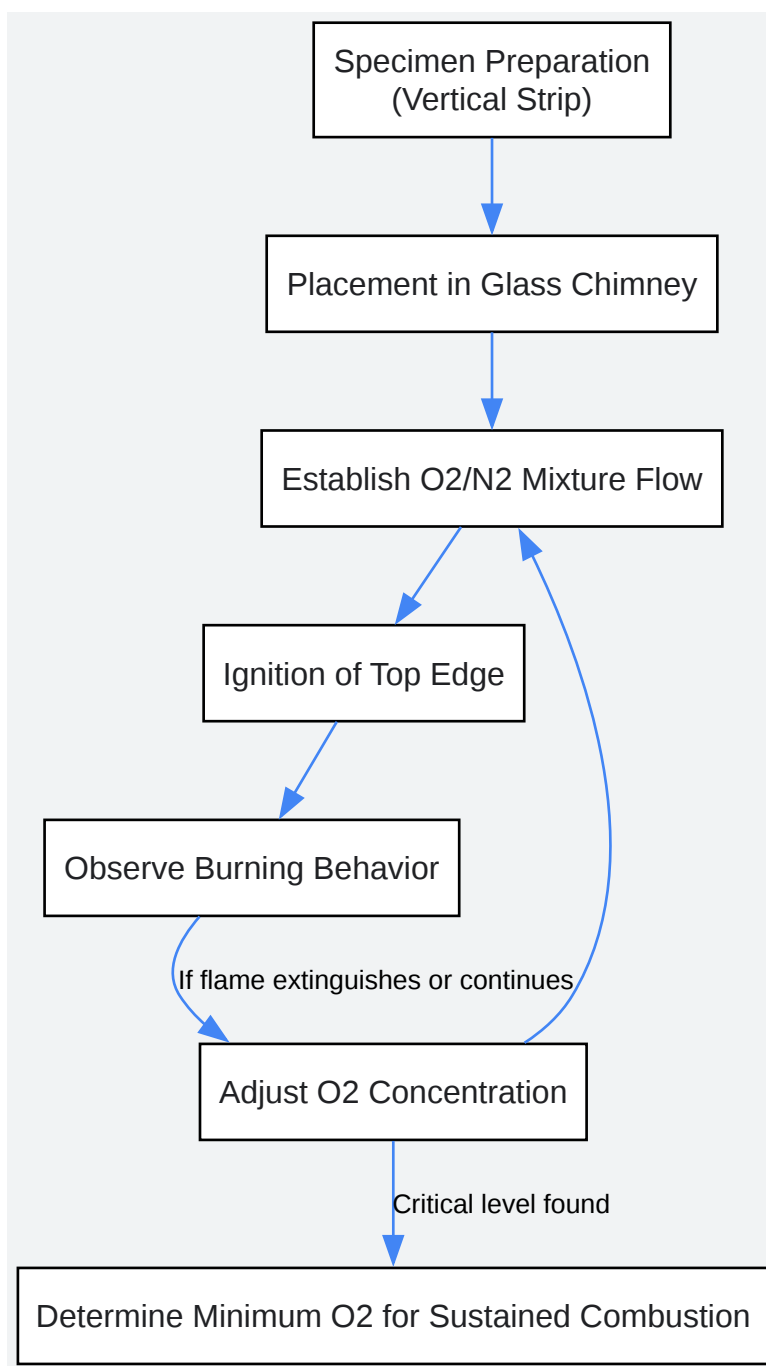 Specimen Preparation
(Vertical Strip)
Placement in Glass Chimney
Establish O2/N2 Mixture Flow
Ignition of Top Edge
Observe Burning Behavior
If flame extinguishes or continues
Adjust O2 Concentration
Critical level found
Determine Minimum O2 for Sustained Combustion